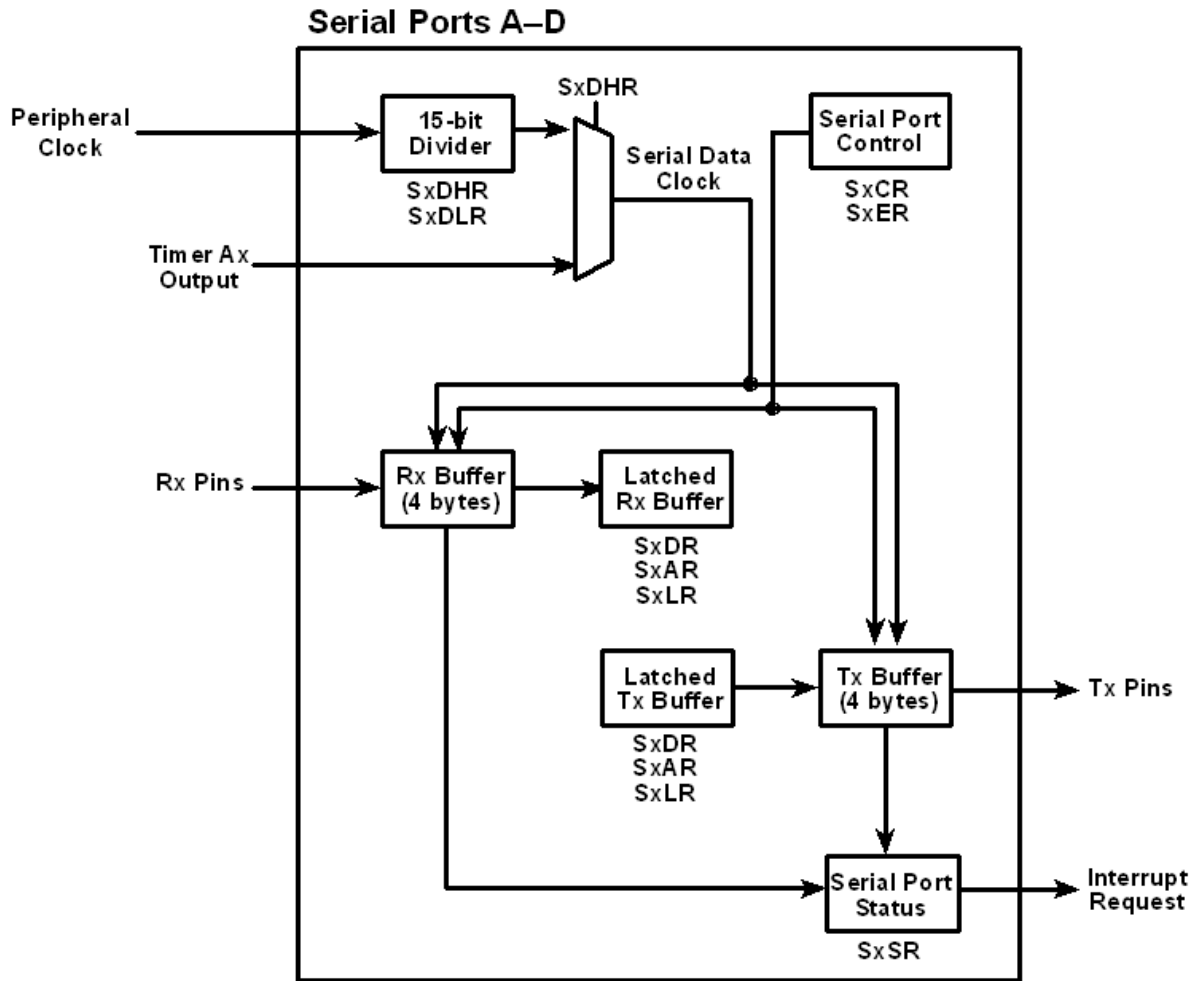 Serial Ports A–D
SxDHR
Peripheral
Clock
15-bit
Divider
SxDHR
SxDLR
Serial Data
Clock
Serial Port
Control
SxCR
SxER
Timer Ax
Output
Rx Pins
Rx Buffer
(4 bytes)
Latched
Rx Buffer
SxDR
SxAR
SxLR
Latched
Tx Buffer
SxDR
SxAR
SxLR
Tx Buffer
(4 bytes)
Tx Pins
Serial Port
Status
SxSR
Interrupt
Request